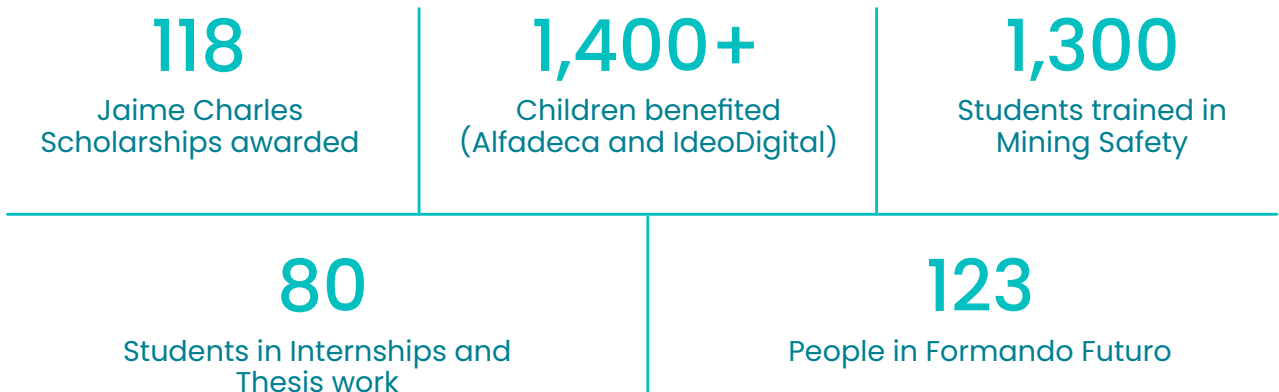 118
Jaime Charles
Scholarships awarded
1,400+
Children benefited
(Alfadeca and IdeoDigital)
1,300
Students trained in
Mining Safety
80
Students in Internships and
Thesis work
123
People in Formando Futuro